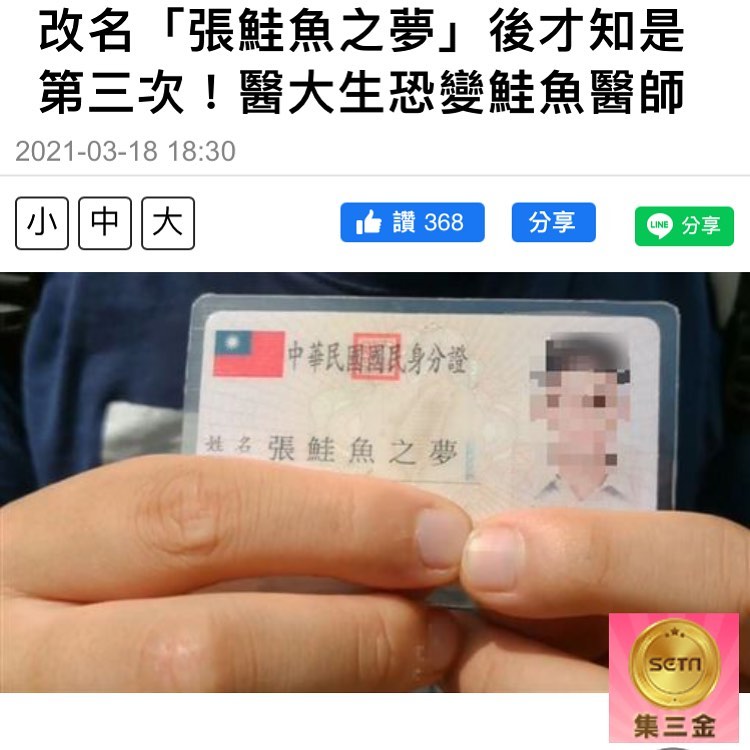 改名「張鮭魚之夢」後才知是
第三次！醫大生恐變鮭魚醫師
2021-03-18 18:30
小 中 大 讚 368 分享 LINE 分享
中華民國國民身分證
姓名 張鮭魚之夢
SETN
集三金